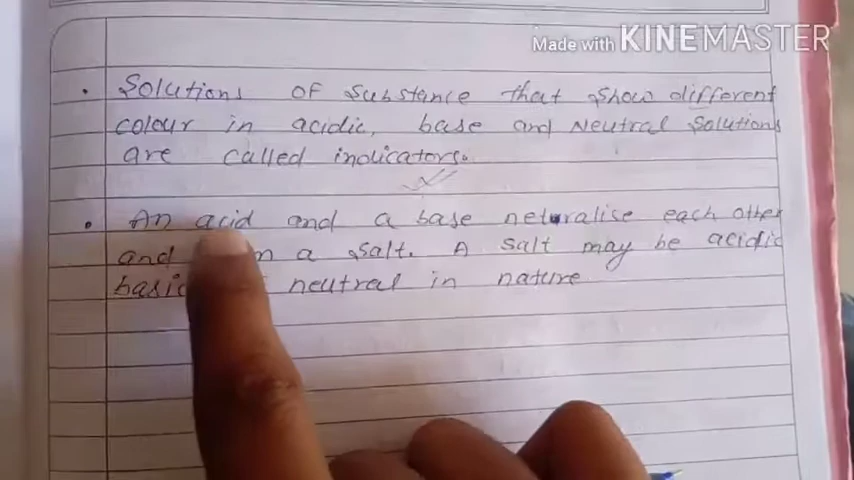 Made with KINEMASTER
• Solutions of substance that show different
colour in acidic, base and Neutral Solutions
are called indicators.
• An acid and a base neturalise each other
and a salt. A salt may be acidic
basic neutral in nature